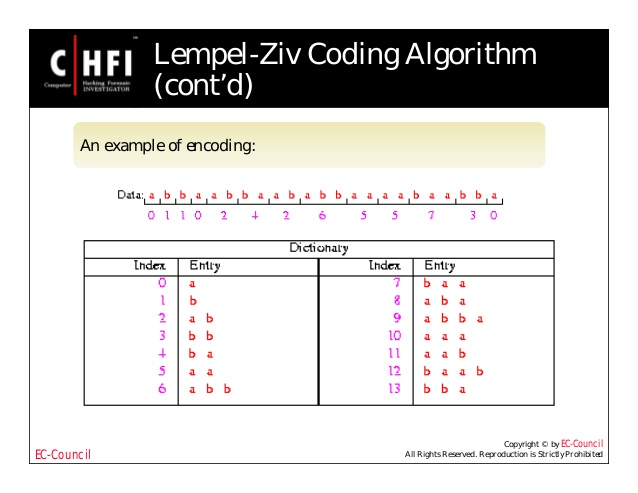 CHFI™
Computer Hacking Forensic
INVESTIGATOR
Lempel-Ziv Coding Algorithm
(cont'd)
An example of encoding:
Data: a b b a a b b a a b a b b a a a a b a a b b a
0 1 1 0 2 4 2 6 5 5 7 3 0
Dictionary
Index Entry Index Entry
0 a 7 b a a
1 b 8 a b a
2 a b 9 a b b a
3 b b 10 a a a
4 b a 11 a a b
5 a a 12 b a a b
6 a b b 13 b b a
EC-Council
Copyright © by EC-Council
All Rights Reserved. Reproduction is Strictly Prohibited